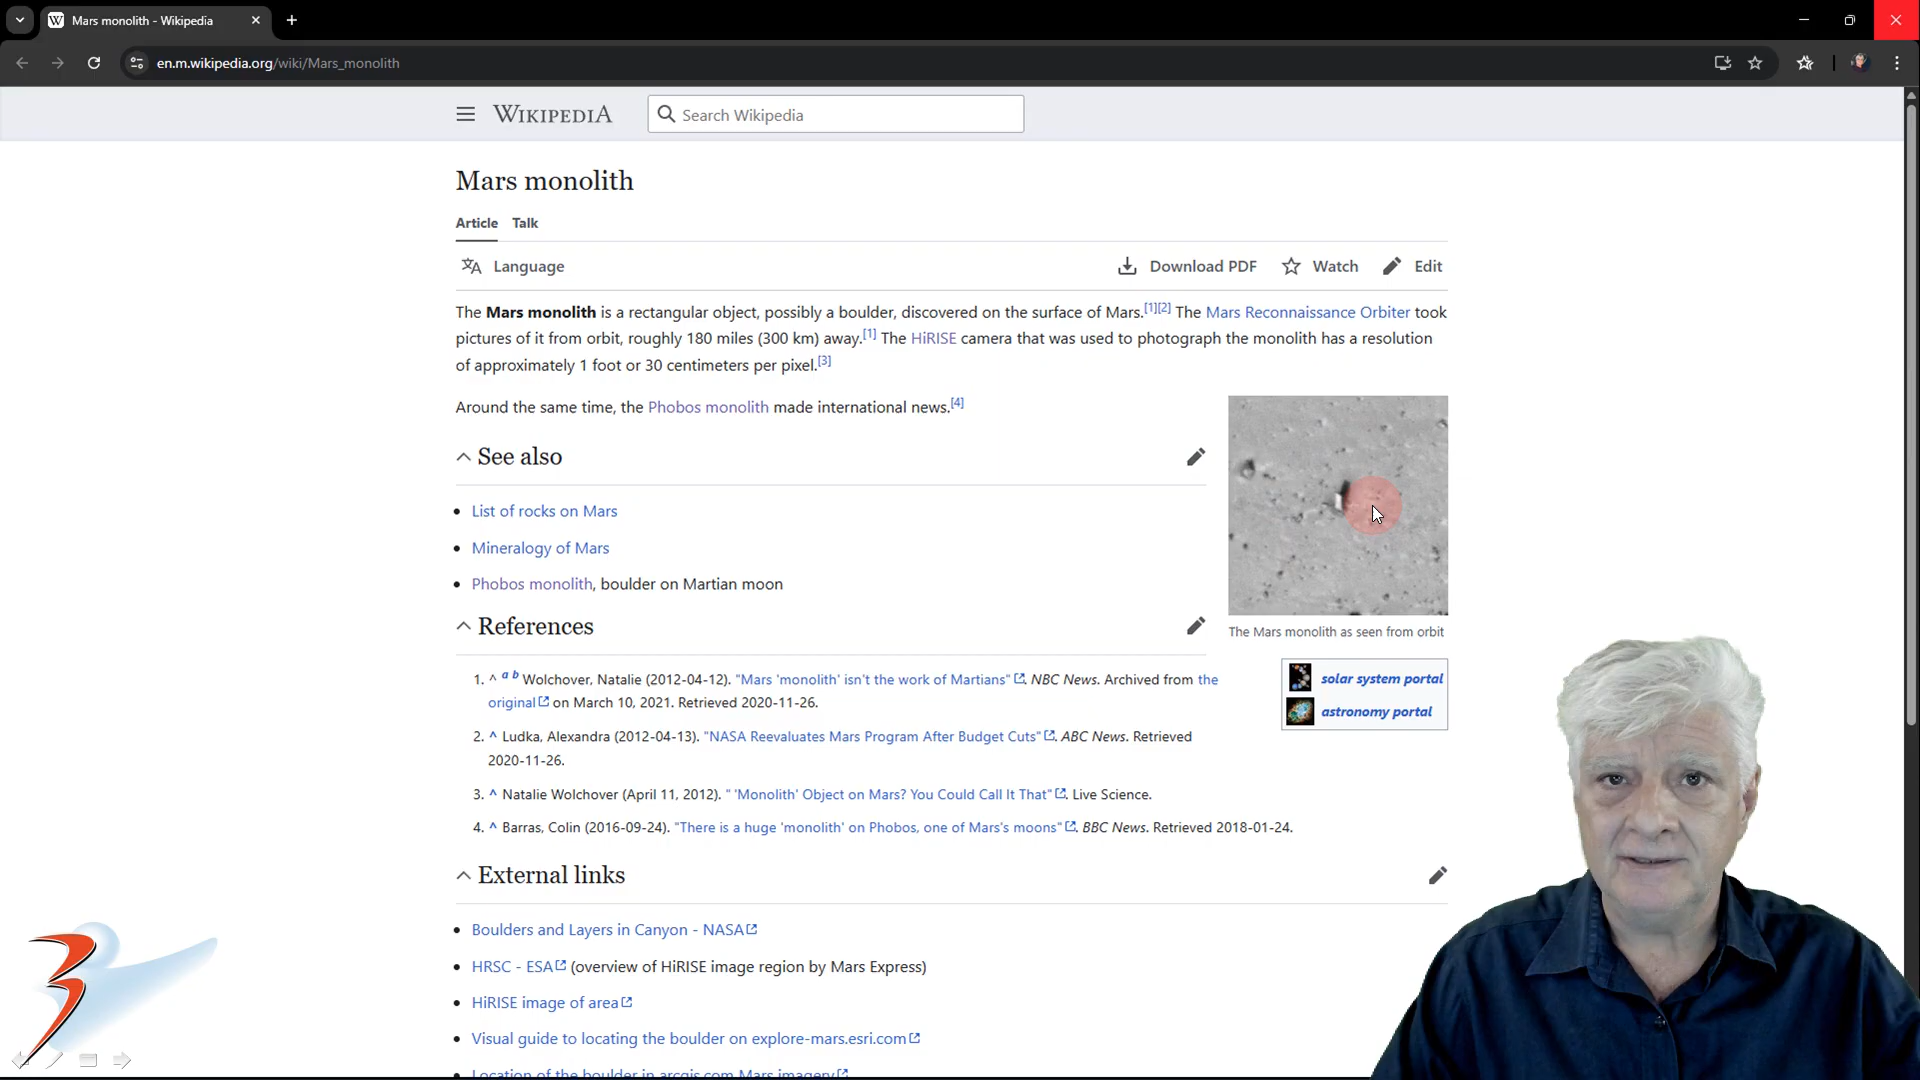 Mars monolith - Wikipedia
en.m.wikipedia.org/wiki/Mars_monolith
WIKIPEDIA
Search Wikipedia
Mars monolith
Article Talk
Language
Download PDF Watch Edit
The Mars monolith is a rectangular object, possibly a boulder, discovered on the surface of Mars.[1][2] The Mars Reconnaissance Orbiter took
pictures of it from orbit, roughly 180 miles (300 km) away.[1] The HiRISE camera that was used to photograph the monolith has a resolution
of approximately 1 foot or 30 centimeters per pixel.[3]
Around the same time, the Phobos monolith made international news.[4]
See also
List of rocks on Mars
Mineralogy of Mars
Phobos monolith, boulder on Martian moon
The Mars monolith as seen from orbit
solar system portal
astronomy portal
References
1. ^ a b Wolchover, Natalie (2012-04-12). "Mars 'monolith' isn't the work of Martians". NBC News. Archived from the
original on March 10, 2021. Retrieved 2020-11-26.
2. ^ Ludka, Alexandra (2012-04-13). "NASA Reevaluates Mars Program After Budget Cuts". ABC News. Retrieved
2020-11-26.
3. ^ Natalie Wolchover (April 11, 2012). " 'Monolith' Object on Mars? You Could Call It That". Live Science.
4. ^ Barras, Colin (2016-09-24). "There is a huge 'monolith' on Phobos, one of Mars's moons". BBC News. Retrieved 2018-01-24.
External links
Boulders and Layers in Canyon - NASA
HRSC - ESA (overview of HiRISE image region by Mars Express)
HiRISE image of area
Visual guide to locating the boulder on explore-mars.esri.com
Location of the boulder in arcgis.com Mars imagery